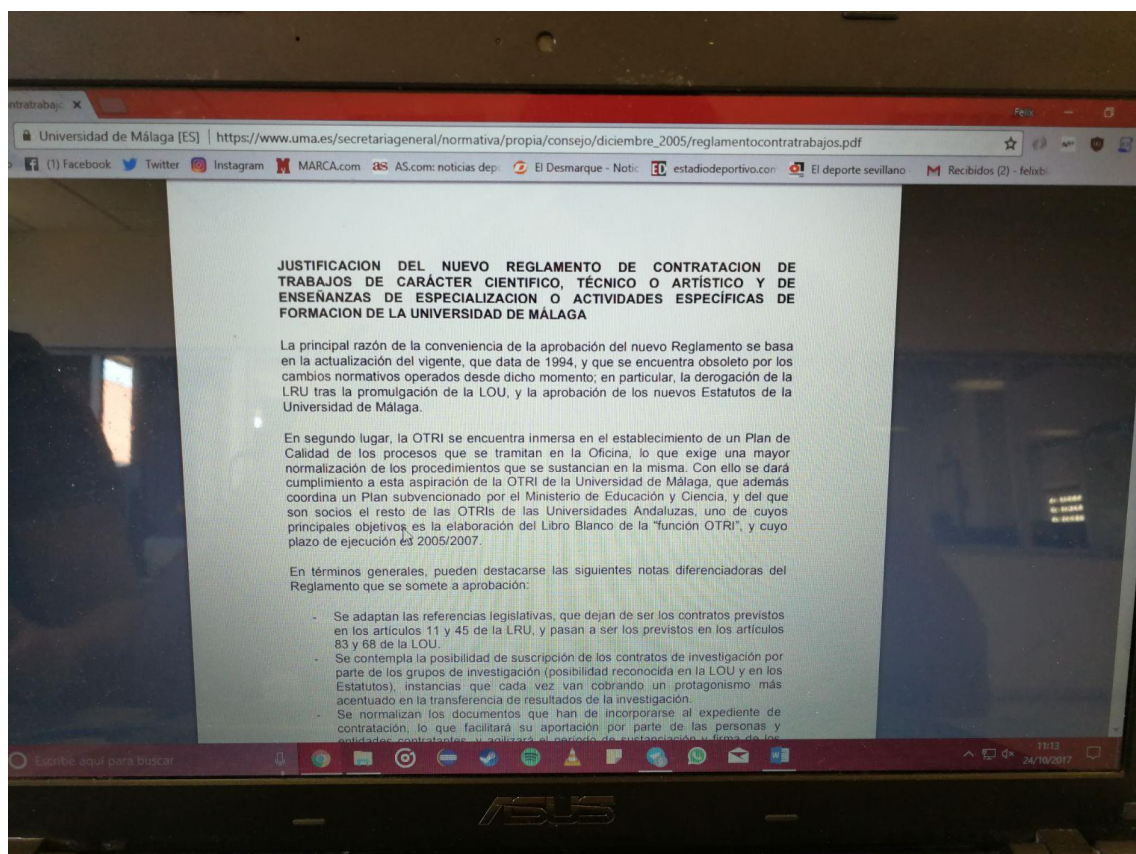 ntratrabajo
Felix
Universidad de Málaga [ES] | https://www.uma.es/secretariageneral/normativa/propia/consejo/diciembre_2005/reglamentocontratrabajos.pdf
(1) Facebook Twitter Instagram MARCA.com as AS.com: noticias dep El Desmarque - Notic ED estadiodeportivo.con El deporte sevillano - Recibidos (2) - felixb
JUSTIFICACION DEL NUEVO REGLAMENTO DE CONTRATACION DE
TRABAJOS DE CARÁCTER CIENTIFICO, TÉCNICO O ARTÍSTICO Y DE
ENSEÑANZAS DE ESPECIALIZACION O ACTIVIDADES ESPECÍFICAS DE
FORMACION DE LA UNIVERSIDAD DE MÁLAGA
La principal razón de la conveniencia de la aprobación del nuevo Reglamento se basa
en la actualización del vigente, que data de 1994, y que se encuentra obsoleto por los
cambios normativos operados desde dicho momento; en particular, la derogación de la
LRU tras la promulgación de la LOU, y la aprobación de los nuevos Estatutos de la
Universidad de Málaga.
En segundo lugar, la OTRI se encuentra inmersa en el establecimiento de un Plan de
Calidad de los procesos que se tramitan en la Oficina, lo que exige una mayor
normalización de los procedimientos que se sustancian en la misma. Con ello se dará
cumplimiento a esta aspiración de la OTRI de la Universidad de Málaga, que además
coordina un Plan subvencionado por el Ministerio de Educación y Ciencia, y del que
son socios el resto de las OTRIs de las Universidades Andaluzas, uno de cuyos
principales objetivos es la elaboración del Libro Blanco de la "función OTRI", y cuyo
plazo de ejecución es 2005/2007.
En términos generales, pueden destacarse las siguientes notas diferenciadoras del
Reglamento que se somete a aprobación:
- Se adaptan las referencias legislativas, que dejan de ser los contratos previstos
en los artículos 11 y 45 de la LRU, y pasan a ser los previstos en los artículos
83 y 68 de la LOU.
- Se contempla la posibilidad de suscripción de los contratos de investigación por
parte de los grupos de investigación (posibilidad reconocida en la LOU y en los
Estatutos), instancias que cada vez van cobrando un protagonismo más
acentuado en la transferencia de resultados de la investigación.
- Se normalizan los documentos que han de incorporarse al expediente de
contratación, lo que facilitará su aportación por parte de las personas y
entidades contratantes, y agilizará el período de sustanciación y firma de los
Escribe aquí para buscar
11:13
24/10/2017
ASUS